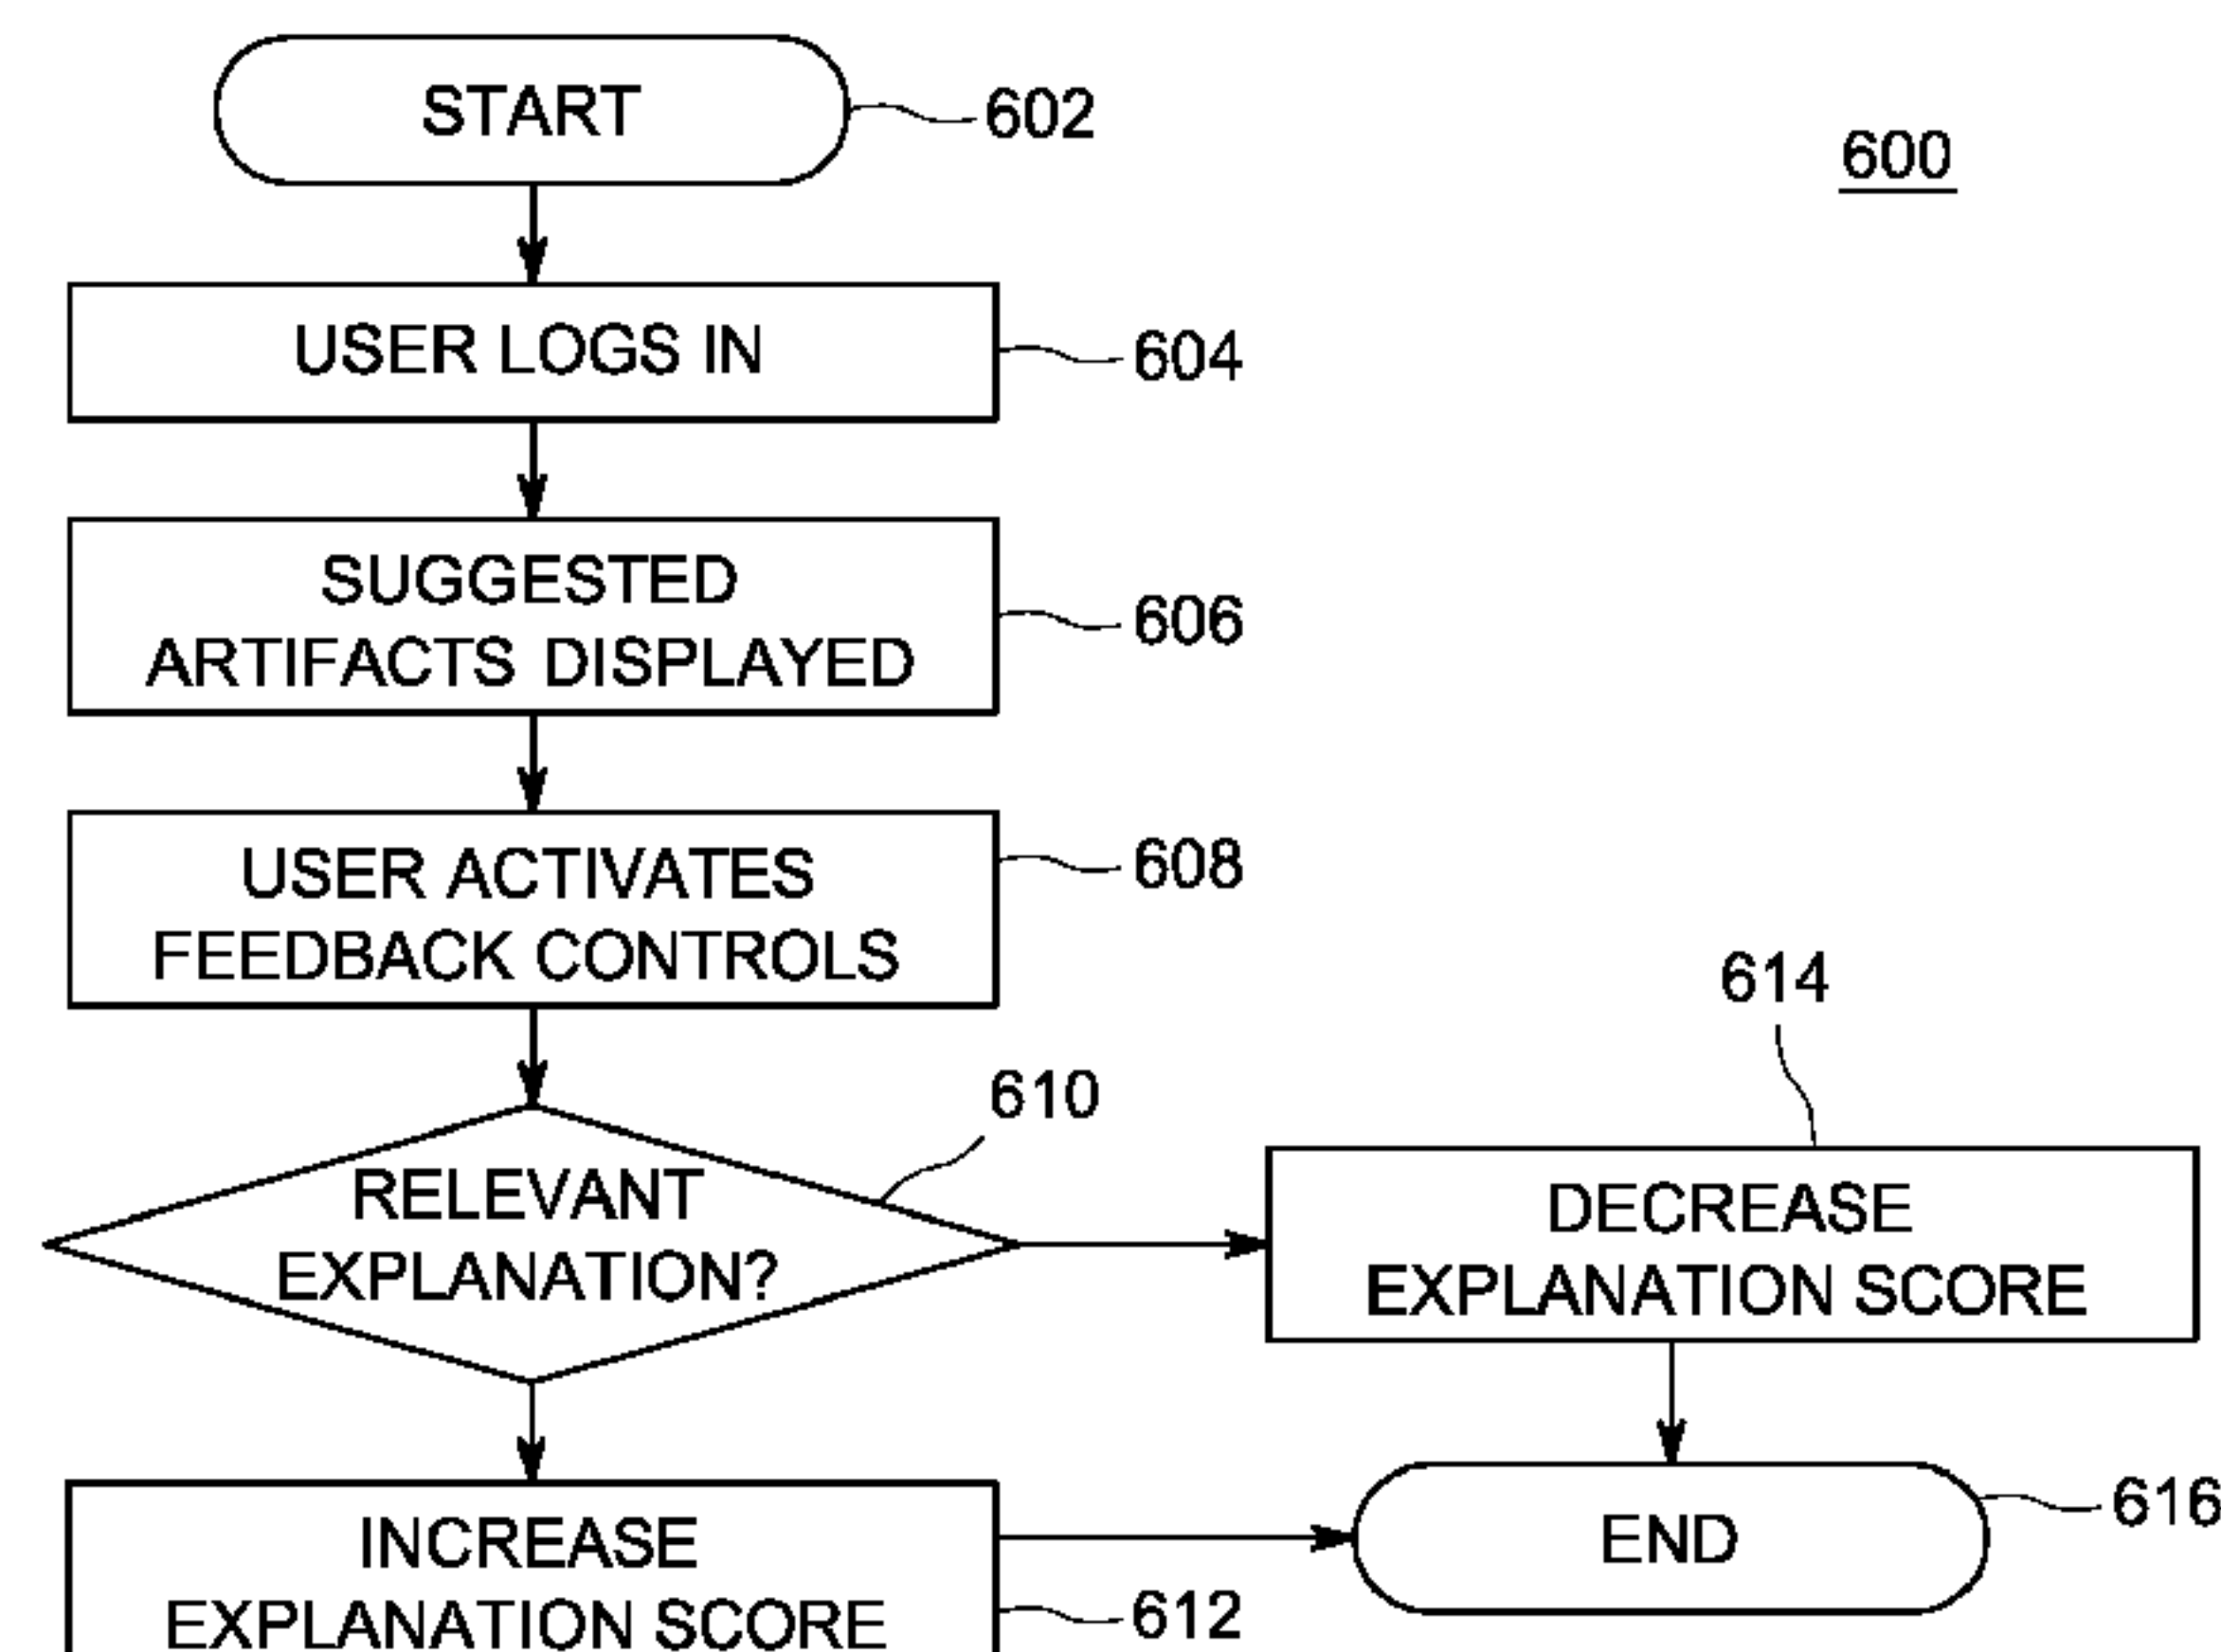 START
602
600
USER LOGS IN
604
SUGGESTED
ARTIFACTS DISPLAYED
606
USER ACTIVATES
FEEDBACK CONTROLS
608
614
610
RELEVANT
EXPLANATION?
DECREASE
EXPLANATION SCORE
INCREASE
EXPLANATION SCORE
612
END
616